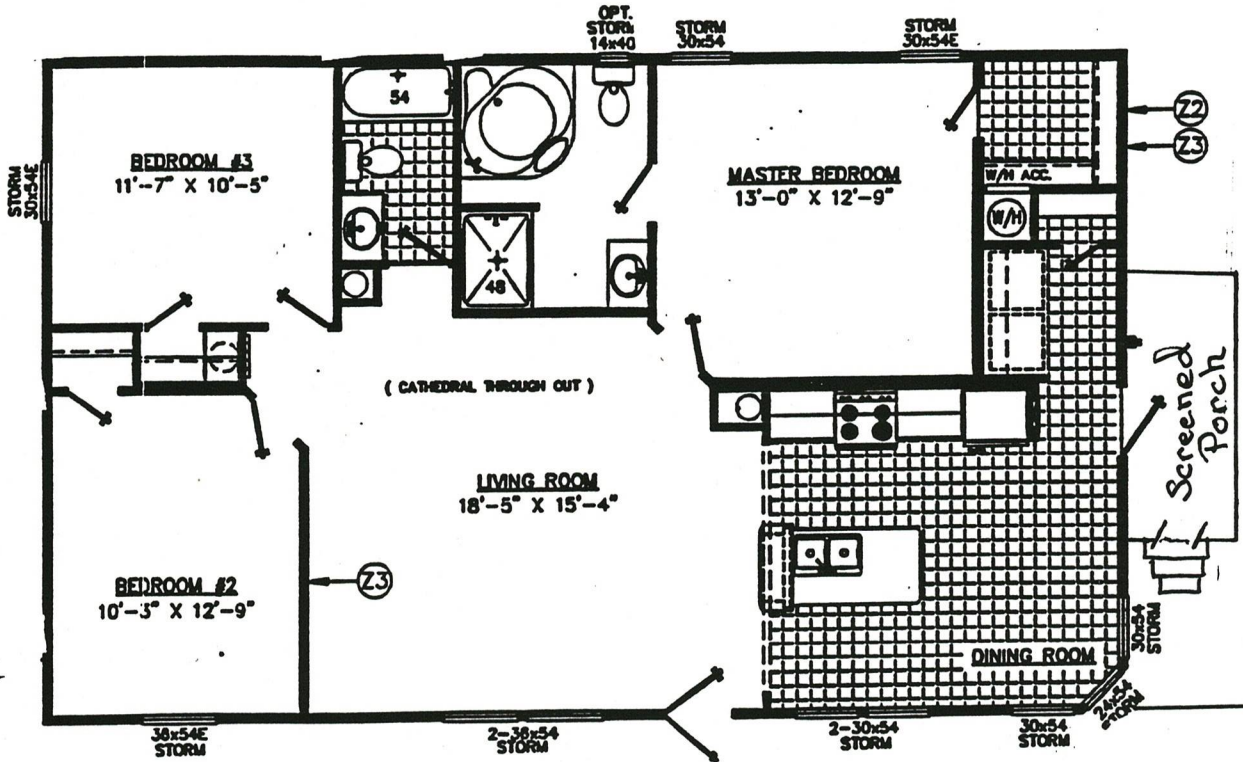 OPT.
STORM
14x40
STORM
30x54
STORM
30x54E
54
Z2
Z3
BEDROOM #3
11'-7" X 10'-5"
STORM
30x54E
MASTER BEDROOM
13'-0" X 12'-9"
W/H ACC.
W/H
48
( CATHEDRAL THROUGH OUT )
Screened
Porch
LIVING ROOM
18'-5" X 15'-4"
BEDROOM #2
10'-3" X 12'-9"
Z3
DINING ROOM
30x54
STORM
24x54
STORM
36x54E
STORM
2-36x54
STORM
2-30x54
STORM
30x54
STORM